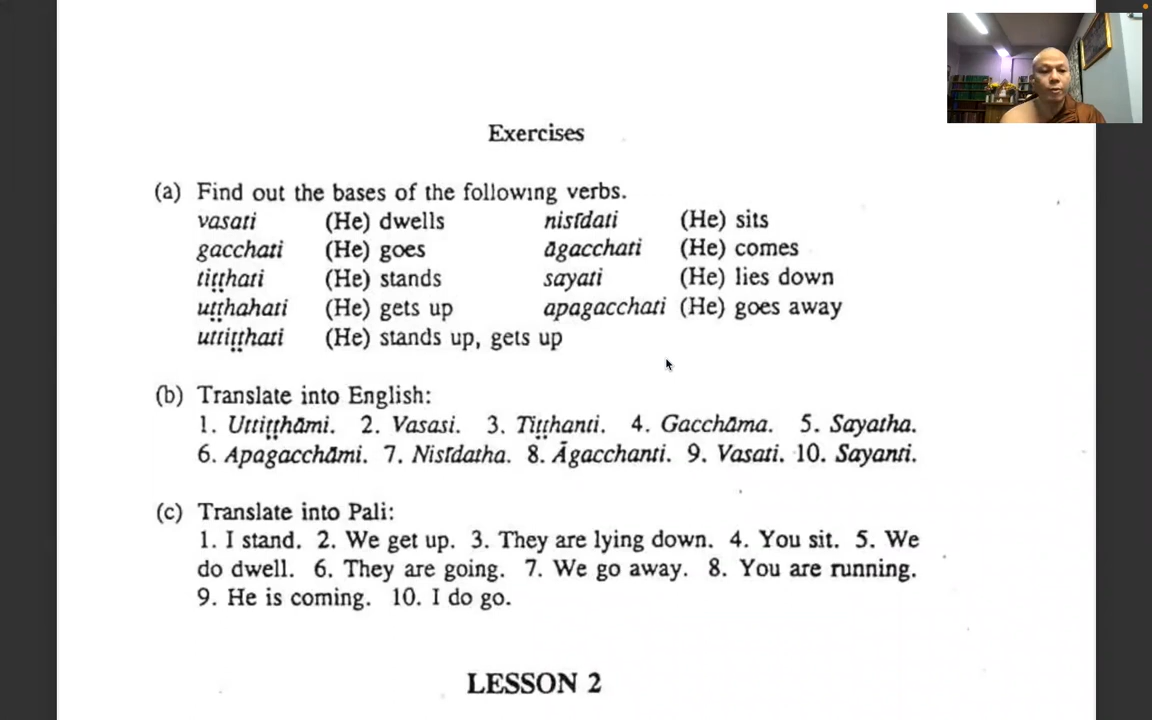 Exercises
(a) Find out the bases of the following verbs.
vasati (He) dwells nisīdati (He) sits
gacchati (He) goes āgacchati (He) comes
tiṭṭhati (He) stands sayati (He) lies down
uṭṭhahati (He) gets up apagacchati (He) goes away
uttiṭṭhati (He) stands up, gets up
(b) Translate into English:
1. Uttiṭṭhāmi. 2. Vasasi. 3. Tiṭṭhanti. 4. Gacchāma. 5. Sayatha.
6. Apagacchāmi. 7. Nisīdatha. 8. Āgacchanti. 9. Vasati. 10. Sayanti.
(c) Translate into Pali:
1. I stand. 2. We get up. 3. They are lying down. 4. You sit. 5. We
do dwell. 6. They are going. 7. We go away. 8. You are running.
9. He is coming. 10. I do go.
LESSON 2